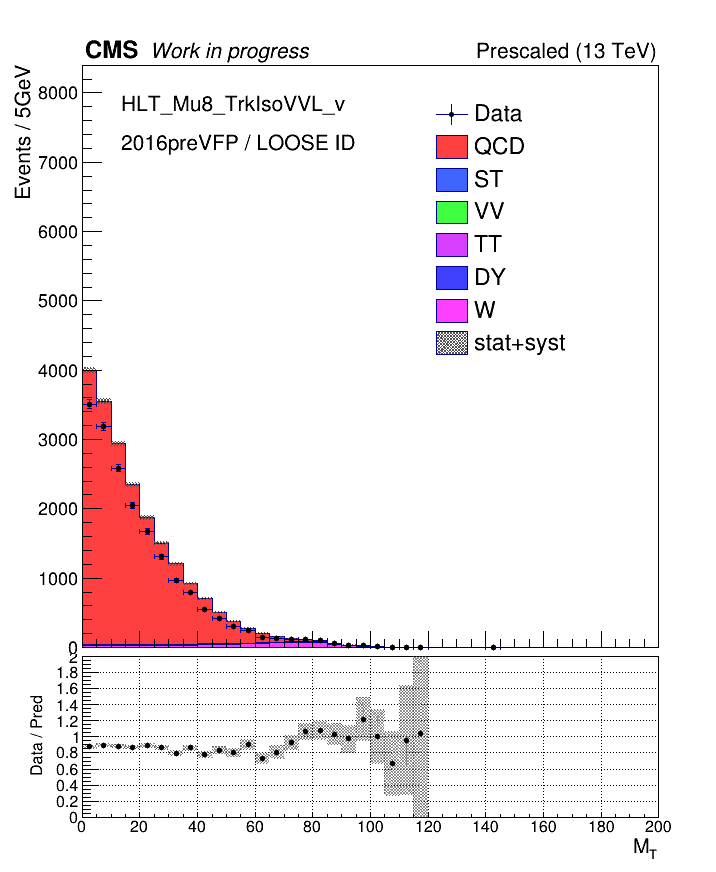 CMS Work in progress Prescaled (13 TeV)
Events / 5GeV
8000
7000
6000
5000
4000
3000
2000
1000
0
HLT_Mu8_TrkIsoVVL_v
2016preVFP / LOOSE ID
Data
QCD
ST
VV
TT
DY
W
stat+syst
Data / Pred
2
1.8
1.6
1.4
1.2
1
0.8
0.6
0.4
0.2
0
0 20 40 60 80 100 120 140 160 180 200
M_T